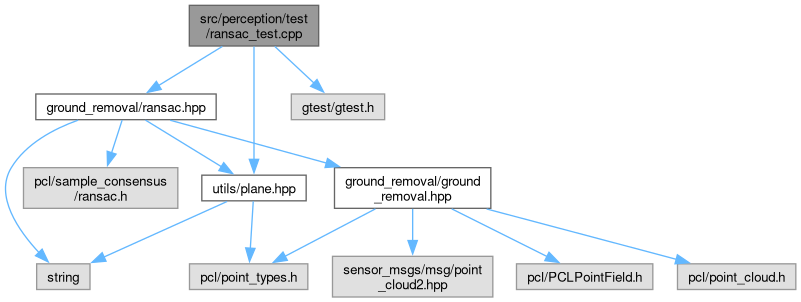 src/perception/test
/ransac_test.cpp
ground_removal/ransac.hpp
gtest/gtest.h
pcl/sample_consensus
/ransac.h
utils/plane.hpp
ground_removal/ground
_removal.hpp
string
pcl/point_types.h
sensor_msgs/msg/point
_cloud2.hpp
pcl/PCLPointField.h
pcl/point_cloud.h